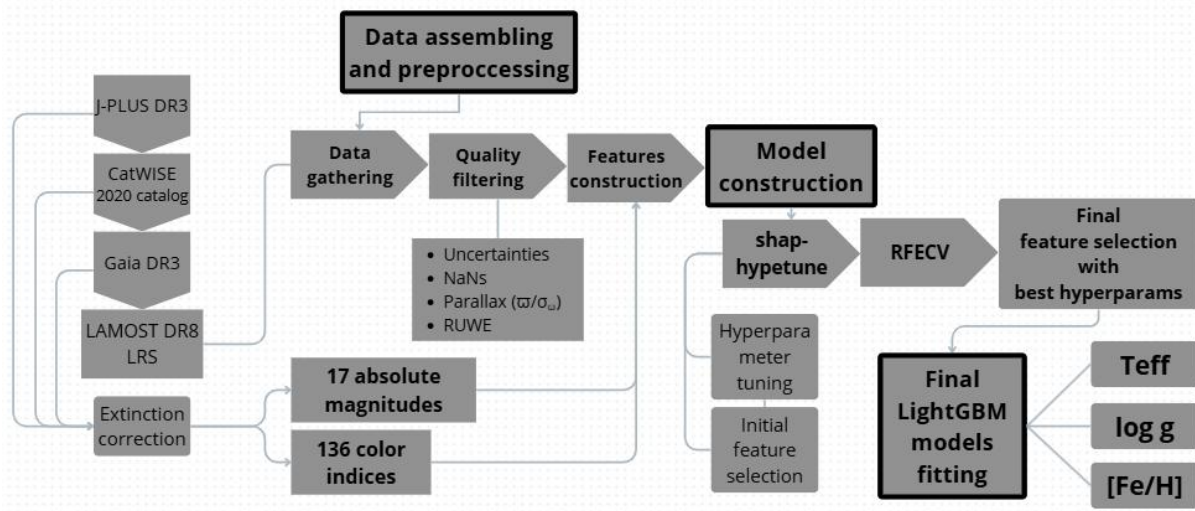 Data assembling
and preproccessing
J-PLUS DR3
CatWISE
2020 catalog
Gaia DR3
LAMOST DR8
LRS
Extinction
correction
Data
gathering
Quality
filtering
Features
construction
• Uncertainties
• NaNs
• Parallax (ϖ/σ_ϖ)
• RUWE
17 absolute
magnitudes
136 color
indices
Model
construction
shap-
hypetune
RFECV
Final
feature selection
with
best hyperparams
Hyperpara
meter
tuning
Initial
feature
selection
Final
LightGBM
models
fitting
Teff
log g
[Fe/H]